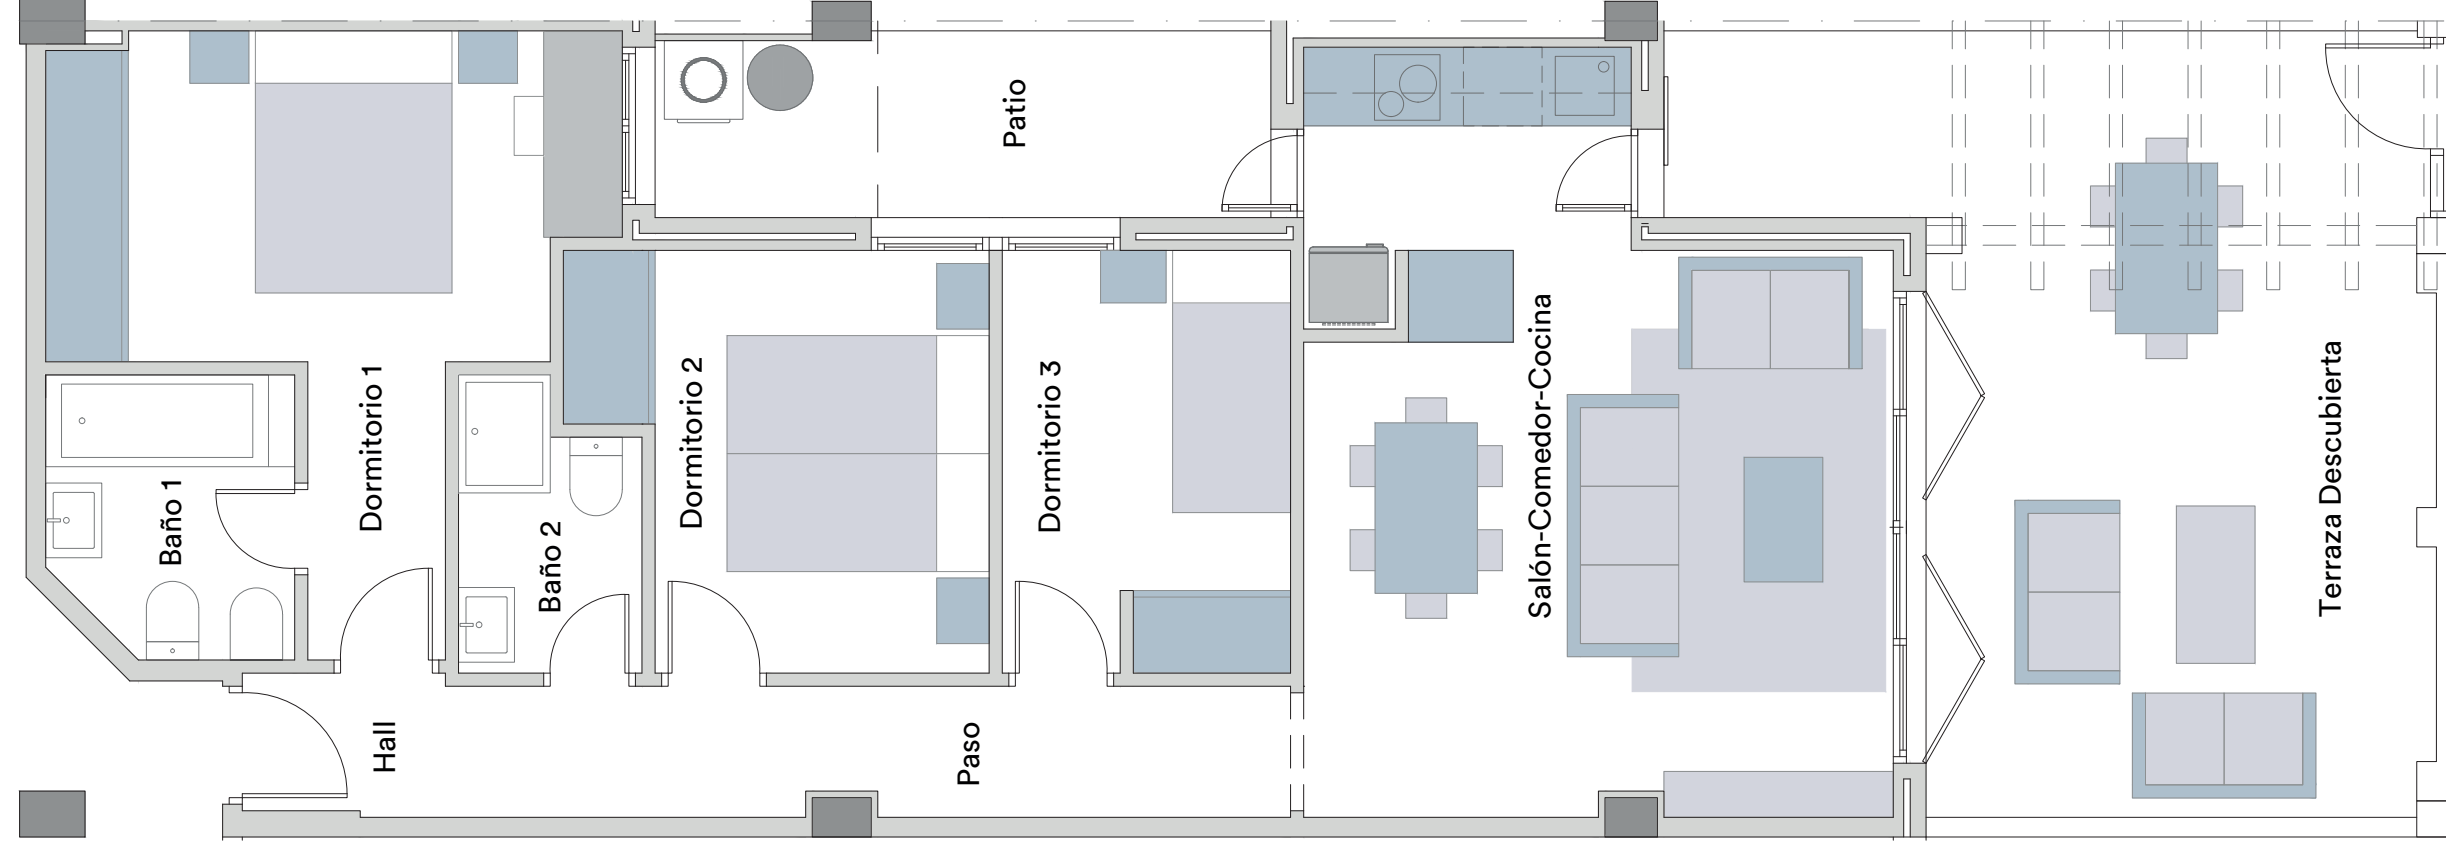 Patio
Dormitorio 1
Baño 1
Baño 2
Dormitorio 2
Dormitorio 3
Salón-Comedor-Cocina
Terraza Descubierta
Hall
Paso